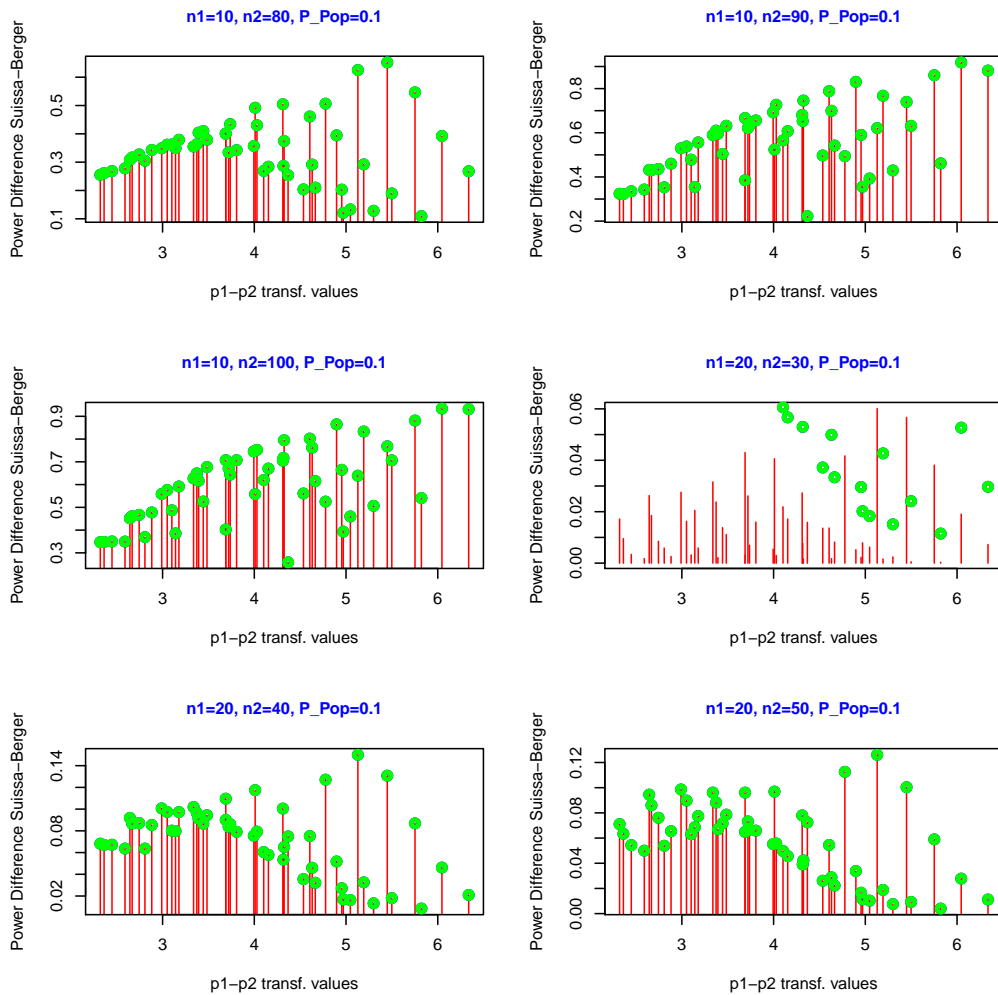 n1=10, n2=80, P_Pop=0.1
Power Difference Suissa−Berger
0.1 0.3 0.5
3 4 5 6
p1−p2 transf. values
n1=10, n2=90, P_Pop=0.1
Power Difference Suissa−Berger
0.2 0.4 0.6 0.8
3 4 5 6
p1−p2 transf. values
n1=10, n2=100, P_Pop=0.1
Power Difference Suissa−Berger
0.3 0.5 0.7 0.9
3 4 5 6
p1−p2 transf. values
n1=20, n2=30, P_Pop=0.1
Power Difference Suissa−Berger
0.00 0.02 0.04 0.06
3 4 5 6
p1−p2 transf. values
n1=20, n2=40, P_Pop=0.1
Power Difference Suissa−Berger
0.02 0.08 0.14
3 4 5 6
p1−p2 transf. values
n1=20, n2=50, P_Pop=0.1
Power Difference Suissa−Berger
0.00 0.04 0.08 0.12
3 4 5 6
p1−p2 transf. values